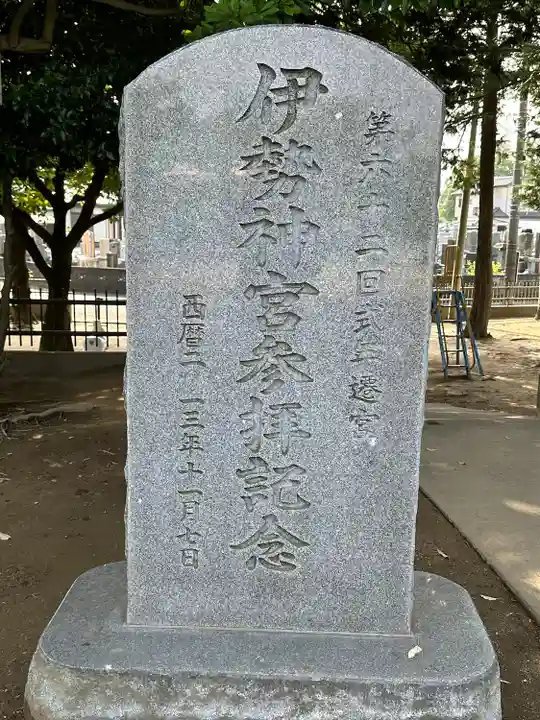 第六十二回式年遷宮
伊勢神宮参拝記念
西暦二〇一三年十一月七日